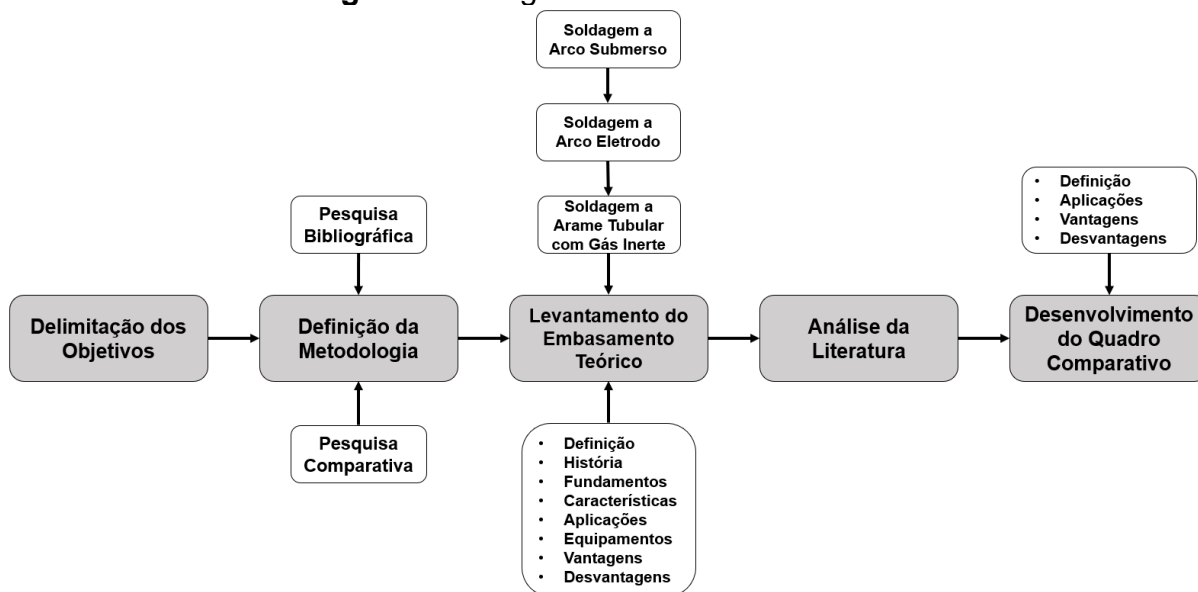 Soldagem a
Arco Submerso
Soldagem a
Arco Eletrodo
Soldagem a
Arame Tubular
com Gás Inerte
Pesquisa
Bibliográfica
• Definição
• Aplicações
• Vantagens
• Desvantagens
Delimitação dos
Objetivos
Definição da
Metodologia
Levantamento do
Embasamento
Teórico
Análise da
Literatura
Desenvolvimento
do Quadro
Comparativo
Pesquisa
Comparativa
• Definição
• História
• Fundamentos
• Características
• Aplicações
• Equipamentos
• Vantagens
• Desvantagens